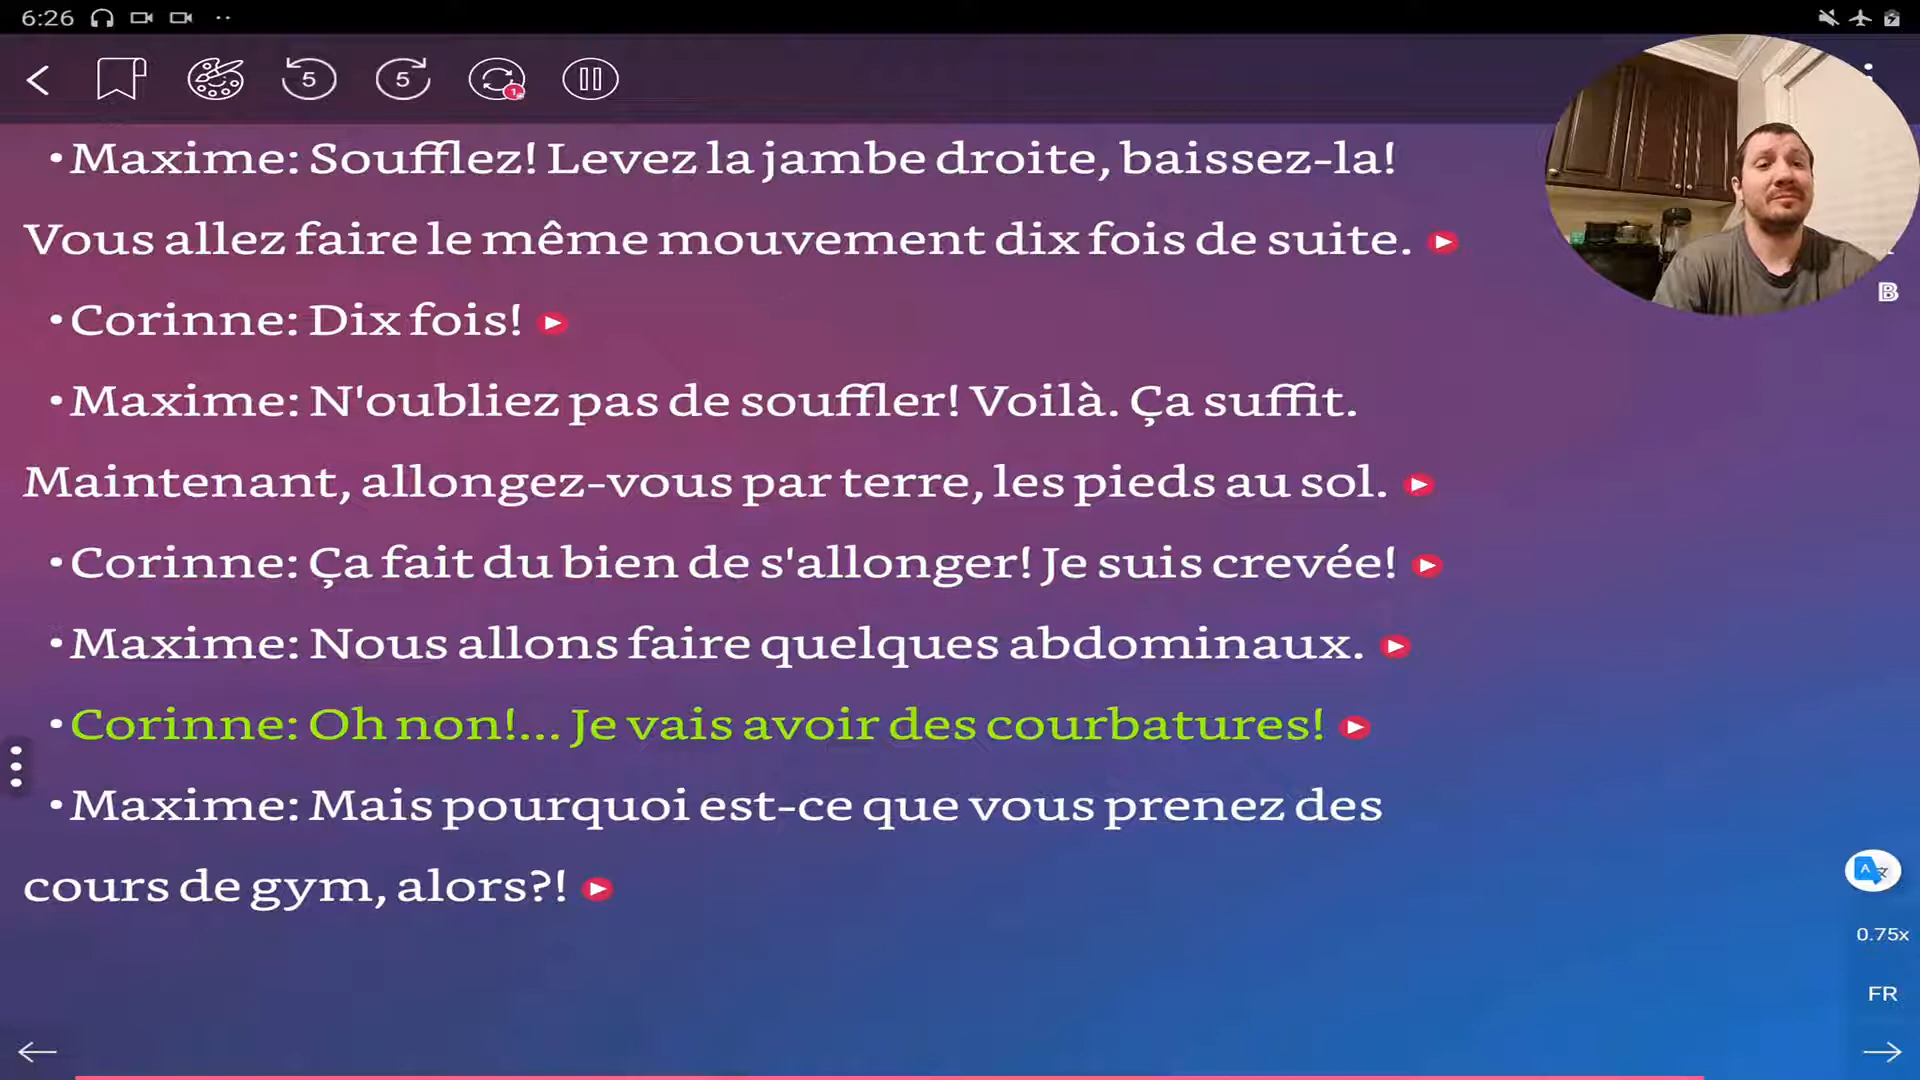 6:26
5 5 1
• Maxime: Soufflez! Levez la jambe droite, baissez-la!
Vous allez faire le même mouvement dix fois de suite.
• Corinne: Dix fois!
• Maxime: N'oubliez pas de souffler! Voilà. Ça suffit.
Maintenant, allongez-vous par terre, les pieds au sol.
• Corinne: Ça fait du bien de s'allonger! Je suis crevée!
• Maxime: Nous allons faire quelques abdominaux.
• Corinne: Oh non!... Je vais avoir des courbatures!
• Maxime: Mais pourquoi est-ce que vous prenez des
cours de gym, alors?!
B
A 文
0.75x
FR